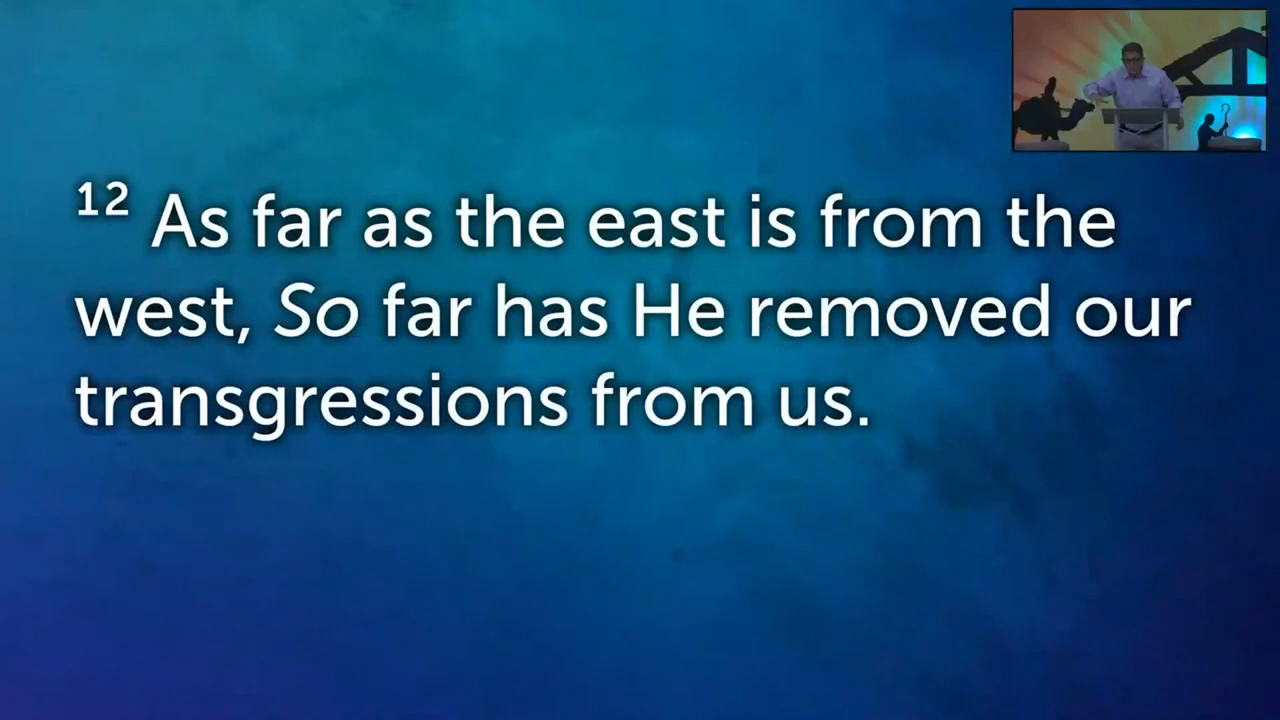 12 As far as the east is from the
west, So far has He removed our
transgressions from us.